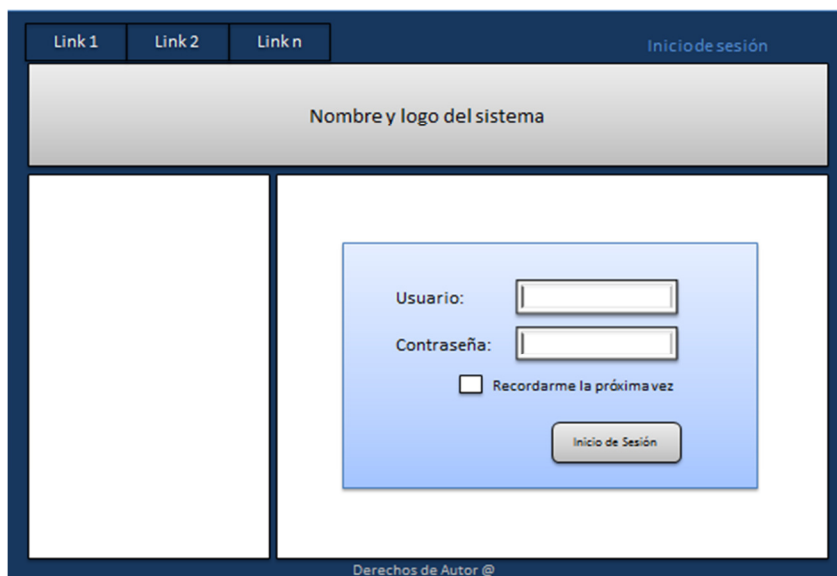 Link 1 Link 2 Link n Inicio de sesión
Nombre y logo del sistema
Usuario:
Contraseña:
Recordarme la próxima vez
Inicio de Sesión
Derechos de Autor @